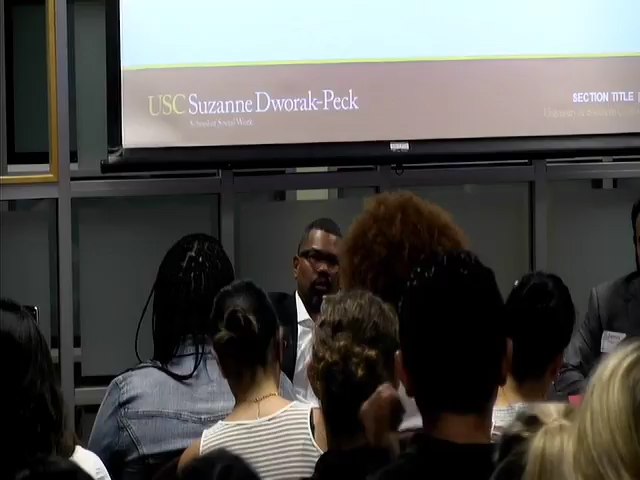 USC Suzanne Dworak-Peck
School of Social Work
SECTION TITLE |